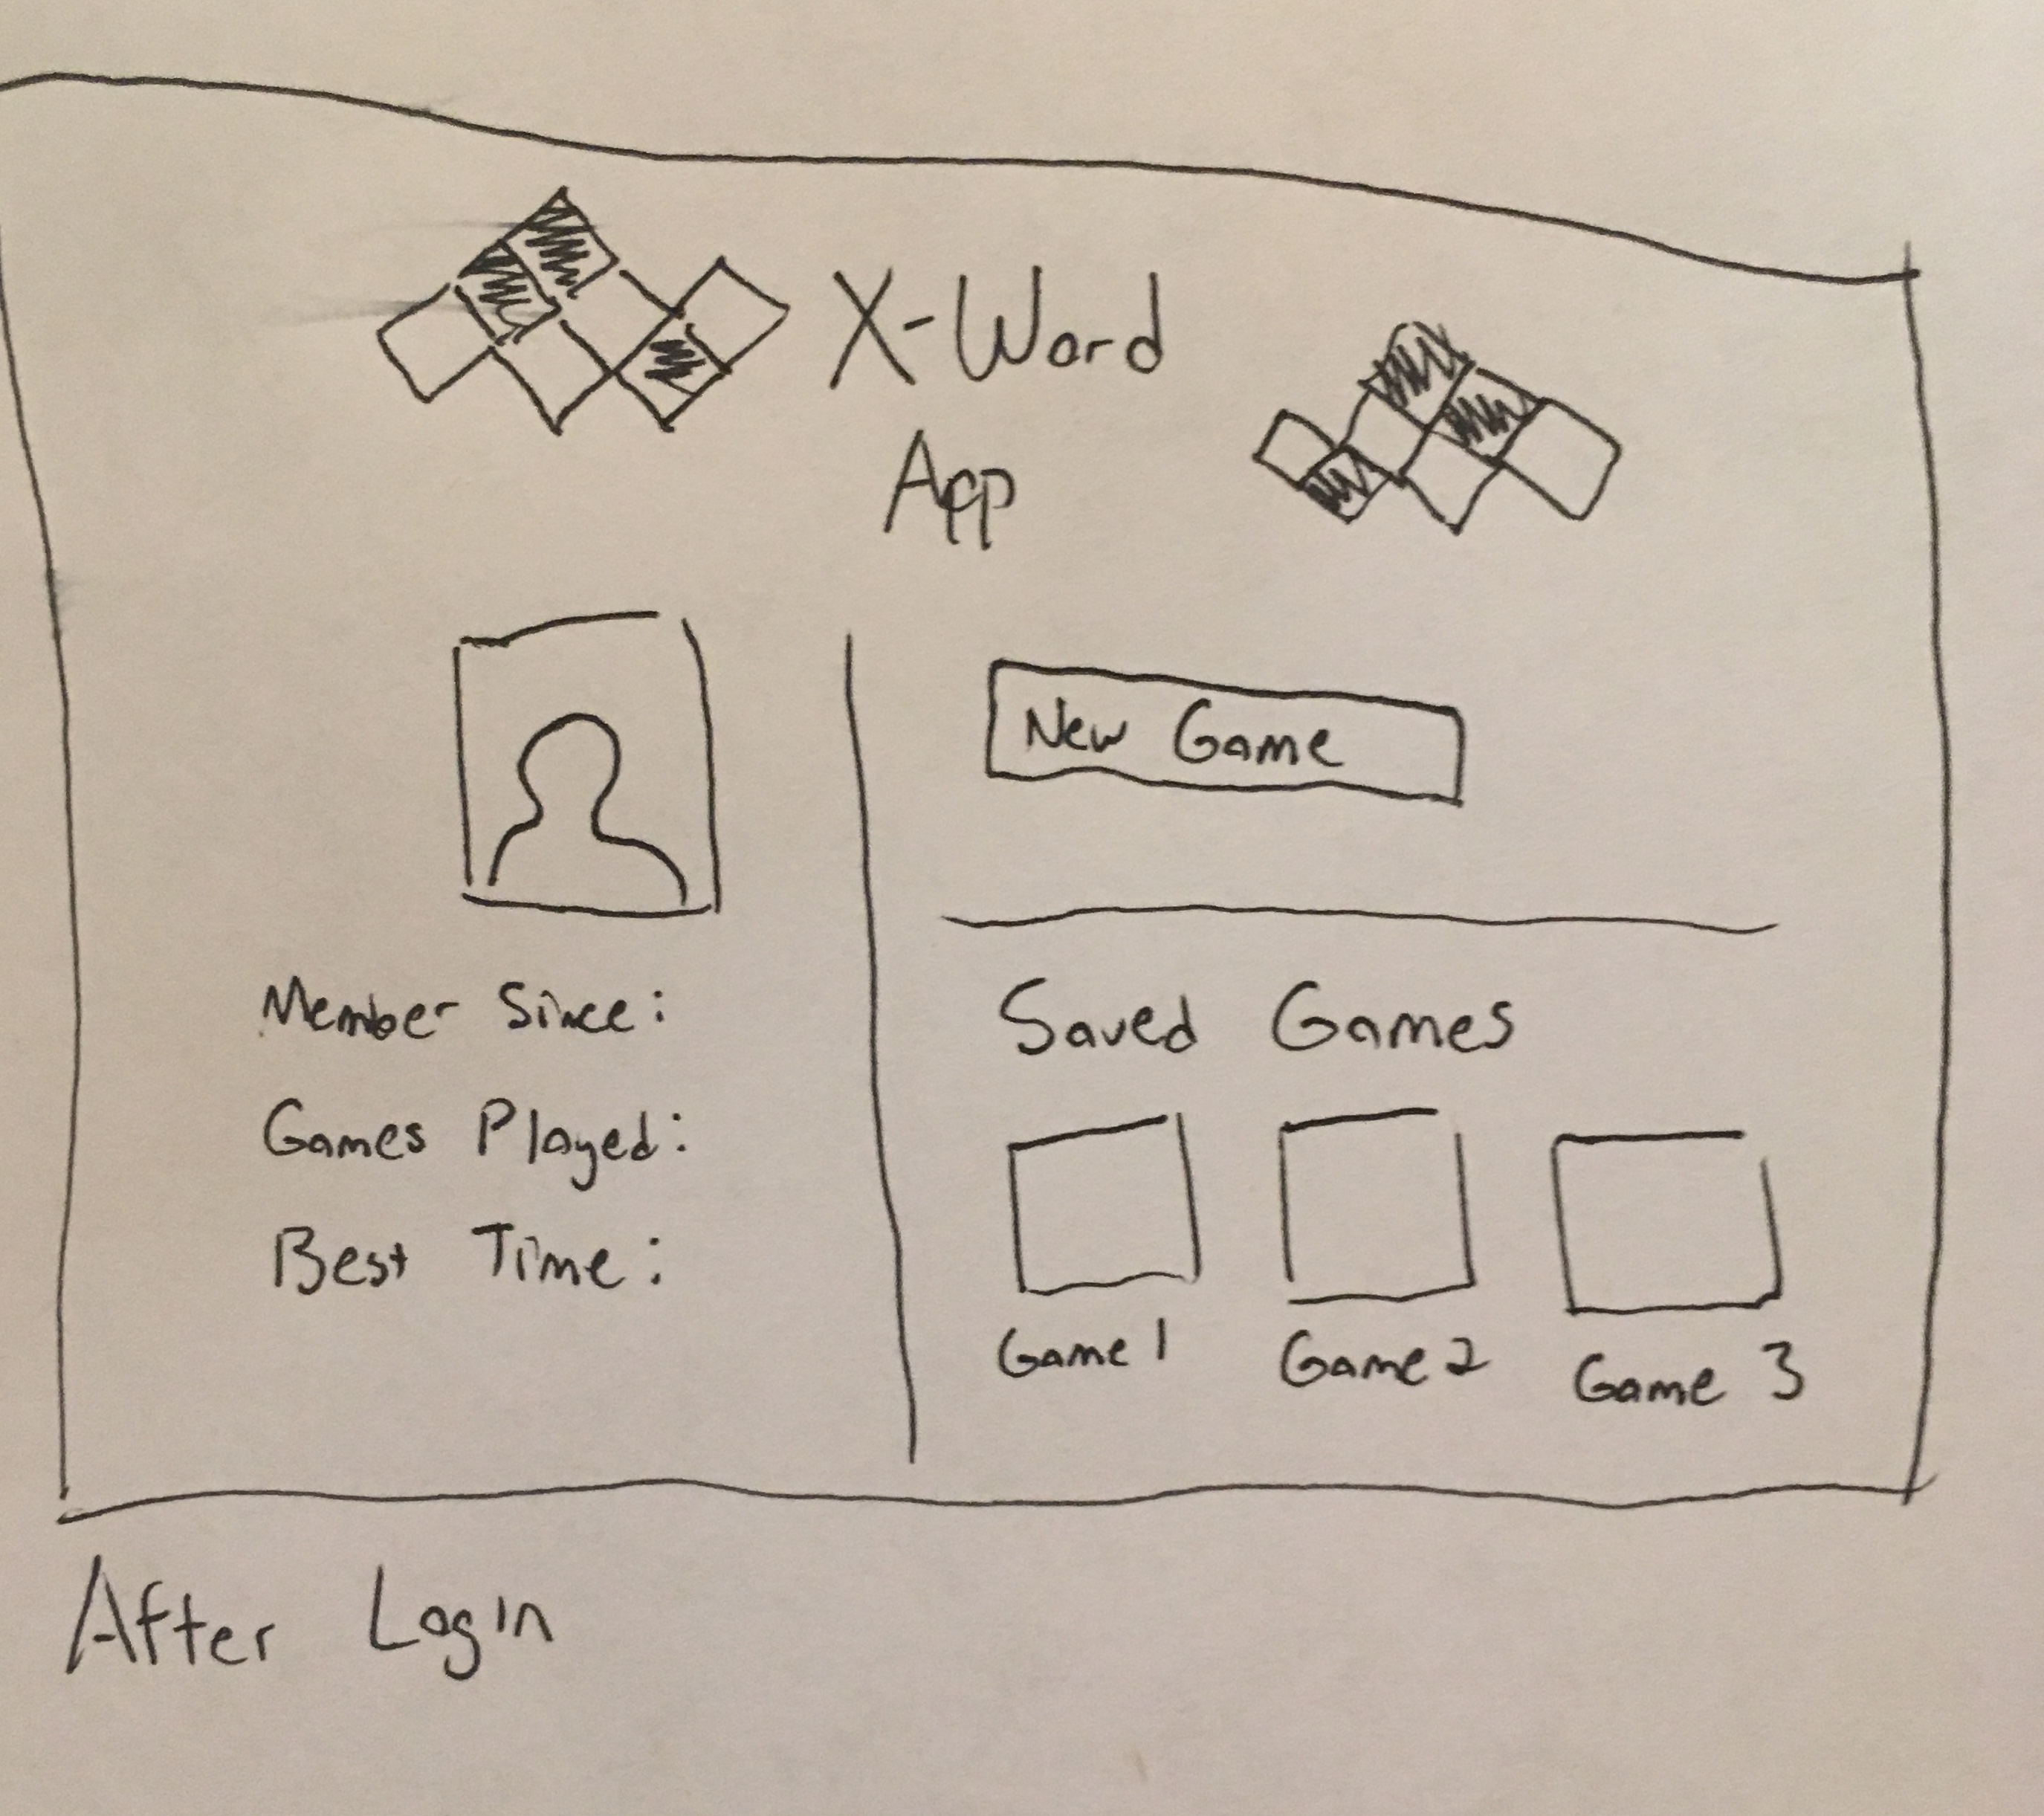 X-Word
App
New Game
Member Since:
Games Played:
Best Time:
Saved Games
Game 1
Game 2
Game 3
After Login